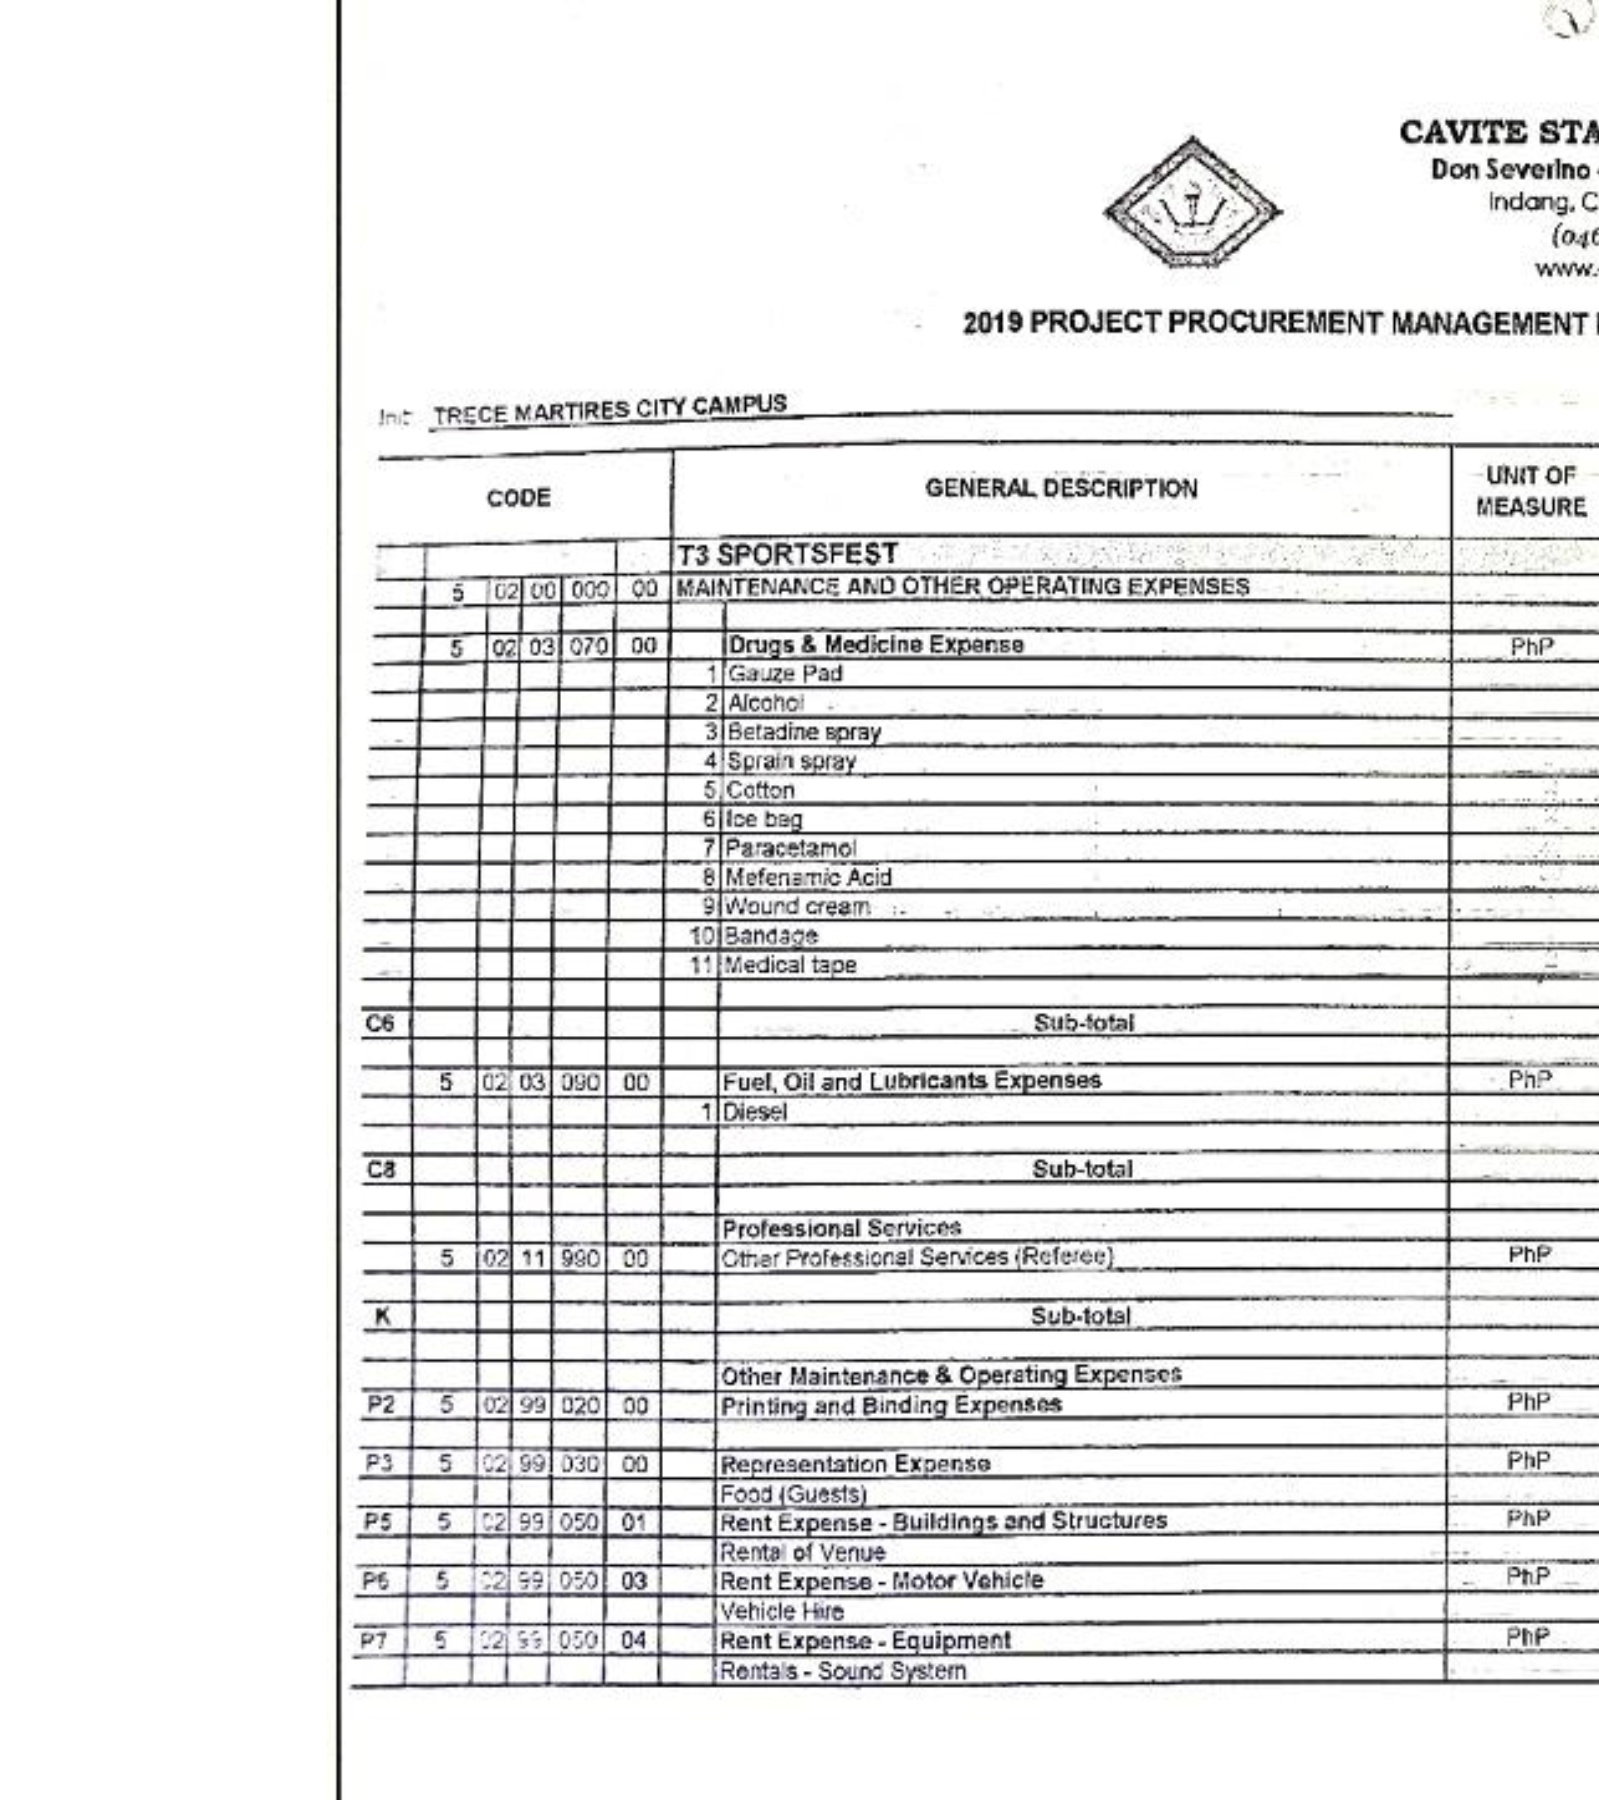 CAVITE STA
Don Severino
Indang, C
(046
www.
2019 PROJECT PROCUREMENT MANAGEMENT
Unit: TRECE MARTIRES CITY CAMPUS
CODE GENERAL DESCRIPTION UNIT OF MEASURE
T3 SPORTSFEST
5 02 00 000 00 MAINTENANCE AND OTHER OPERATING EXPENSES
5 02 03 070 00 Drugs & Medicine Expense PhP
1 Gauze Pad
2 Alcohol
3 Betadine spray
4 Sprain spray
5 Cotton
6 Ice bag
7 Paracetamol
8 Mefenamic Acid
9 Wound cream
10 Bandage
11 Medical tape
C6 Sub-total
5 02 03 090 00 Fuel, Oil and Lubricants Expenses PhP
1 Diesel
C8 Sub-total
Professional Services
5 02 11 990 00 Other Professional Services (Referee) PhP
K Sub-total
Other Maintenance & Operating Expenses
P2 5 02 99 020 00 Printing and Binding Expenses PhP
P3 5 02 99 030 00 Representation Expense PhP
Food (Guests)
P5 5 02 99 050 01 Rent Expense - Buildings and Structures PhP
Rental of Venue
P6 5 02 99 050 03 Rent Expense - Motor Vehicle PhP
Vehicle Hire
P7 5 02 99 050 04 Rent Expense - Equipment PhP
Rentals - Sound System